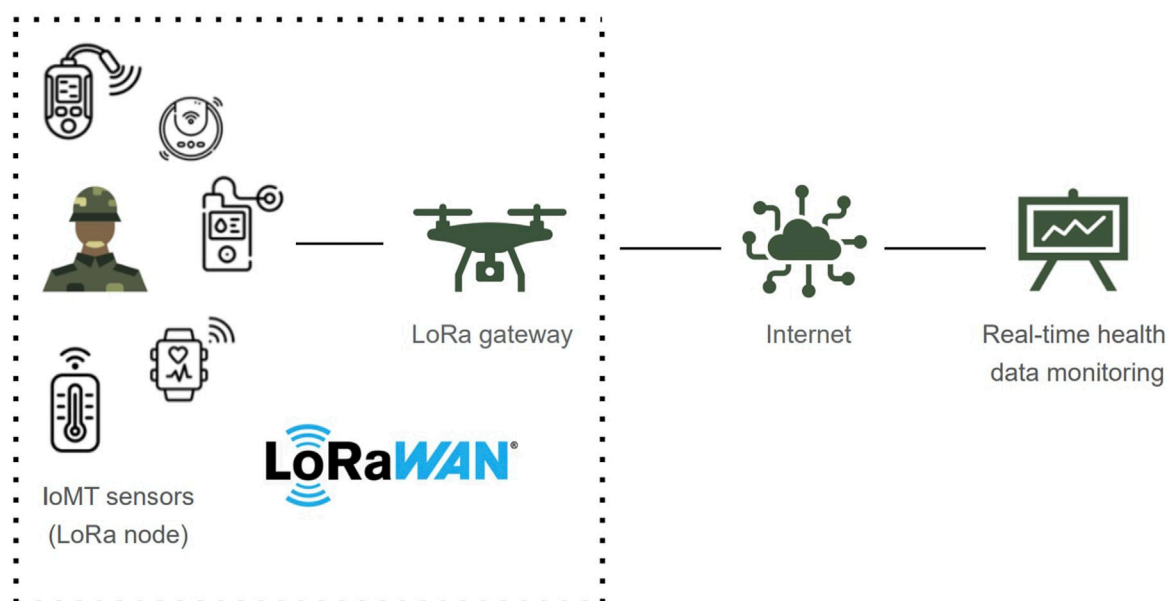 LoRa gateway
Internet
Real-time health
data monitoring
LoRaWAN®
IoMT sensors
(LoRa node)